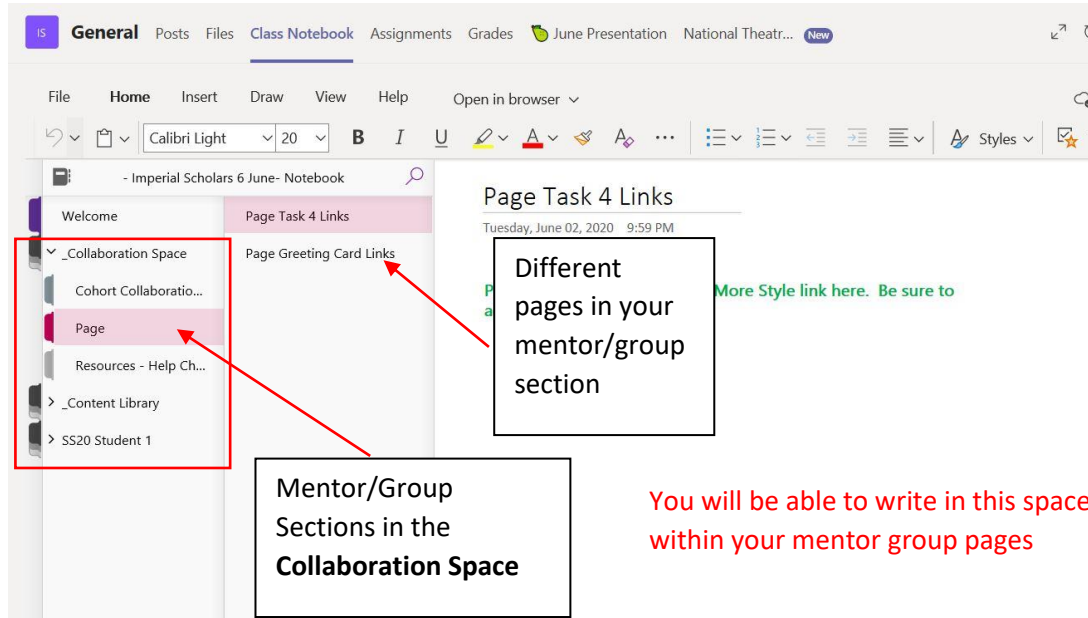 IS General Posts Files Class Notebook Assignments Grades June Presentation National Theatr... New
File Home Insert Draw View Help Open in browser
Calibri Light 20 B I U A A ... Styles
- Imperial Scholars 6 June- Notebook
Welcome
_Collaboration Space
Cohort Collaboratio...
Page
Resources - Help Ch...
_Content Library
SS20 Student 1
Page Task 4 Links
Page Greeting Card Links
Page Task 4 Links
Tuesday, June 02, 2020 9:59 PM
More Style link here. Be sure to
Different
pages in your
mentor/group
section
Mentor/Group
Sections in the
Collaboration Space
You will be able to write in this space
within your mentor group pages